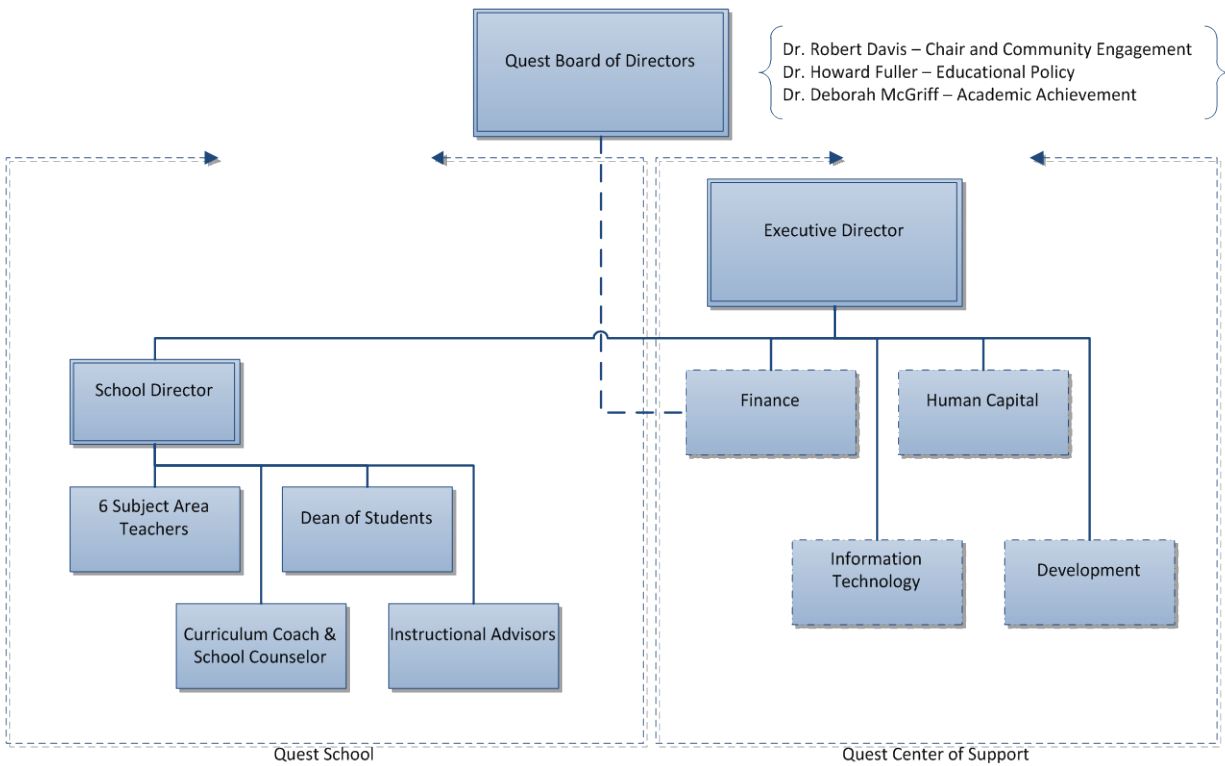 Quest Board of Directors
Dr. Robert Davis – Chair and Community Engagement
Dr. Howard Fuller – Educational Policy
Dr. Deborah McGriff – Academic Achievement
Executive Director
School Director
Finance
Human Capital
6 Subject Area
Teachers
Dean of Students
Information
Technology
Development
Curriculum Coach &
School Counselor
Instructional Advisors
Quest School
Quest Center of Support